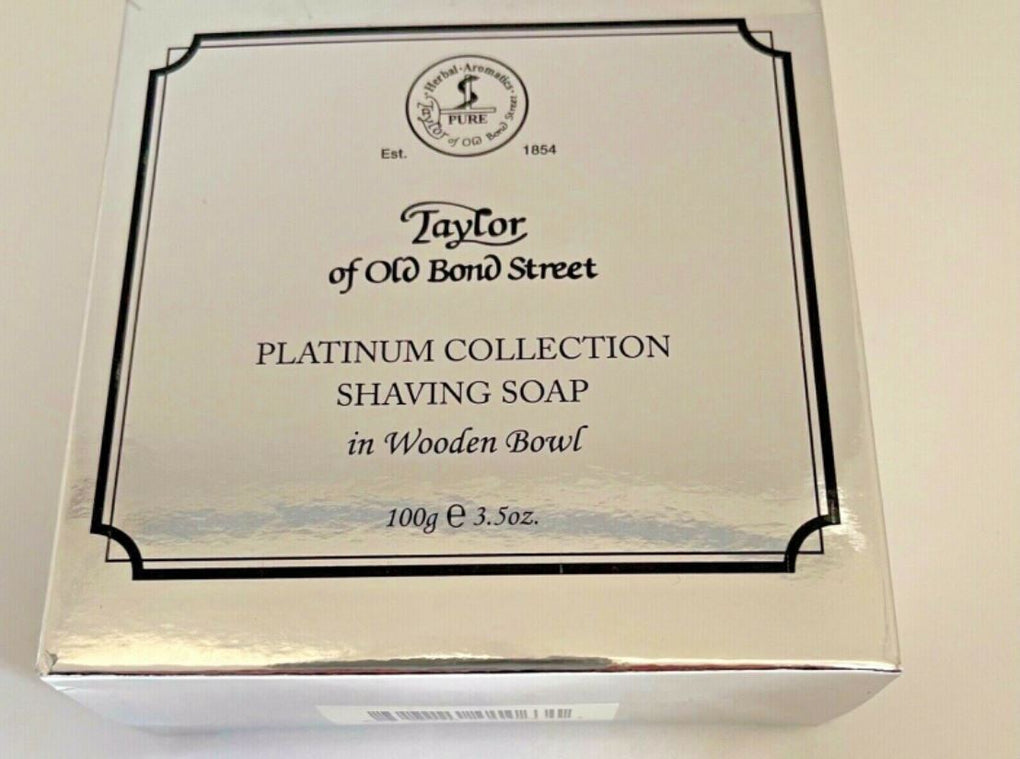 Herbal · Aromatics ·
PURE
Taylor of Old Bond Street
Est. 1854
Taylor
of Old Bond Street
PLATINUM COLLECTION
SHAVING SOAP
in Wooden Bowl
100g ℮ 3.5oz.